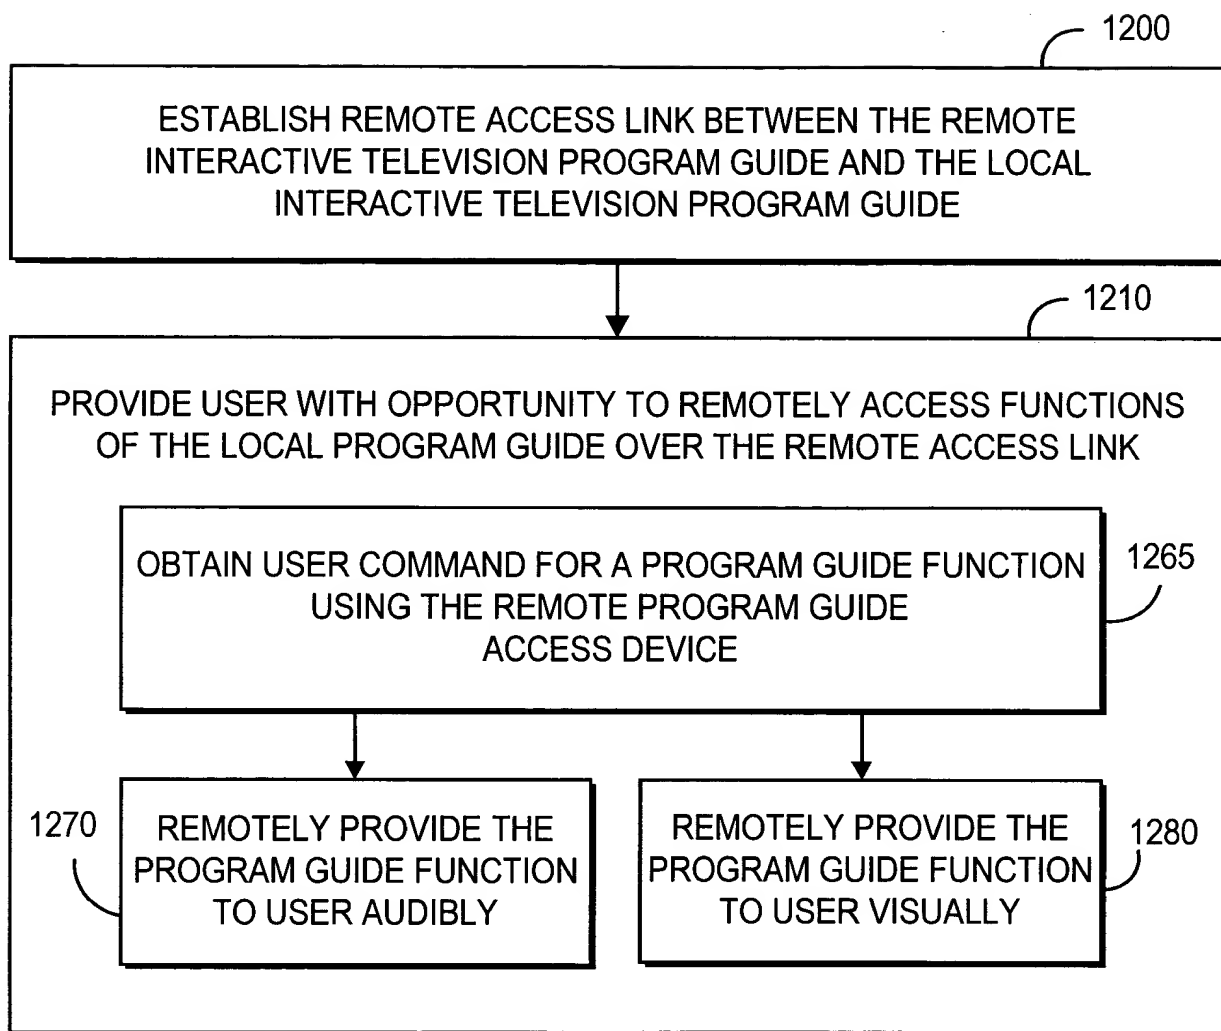 1200
ESTABLISH REMOTE ACCESS LINK BETWEEN THE REMOTE
INTERACTIVE TELEVISION PROGRAM GUIDE AND THE LOCAL
INTERACTIVE TELEVISION PROGRAM GUIDE
1210
PROVIDE USER WITH OPPORTUNITY TO REMOTELY ACCESS FUNCTIONS
OF THE LOCAL PROGRAM GUIDE OVER THE REMOTE ACCESS LINK
OBTAIN USER COMMAND FOR A PROGRAM GUIDE FUNCTION
USING THE REMOTE PROGRAM GUIDE
ACCESS DEVICE
1265
1270
REMOTELY PROVIDE THE
PROGRAM GUIDE FUNCTION
TO USER AUDIBLY
REMOTELY PROVIDE THE
PROGRAM GUIDE FUNCTION
TO USER VISUALLY
1280